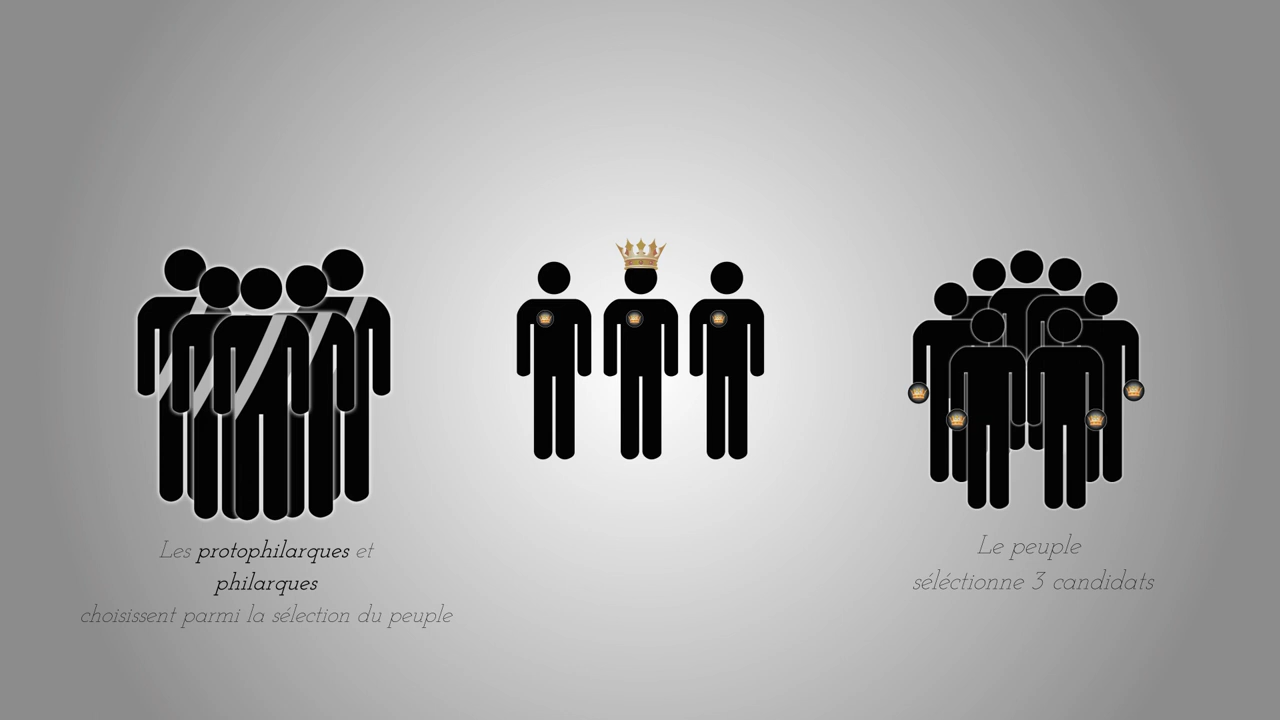 Les protophilarques et
philarques
choisissent parmi la sélection du peuple
Le peuple
séléctionne 3 candidats